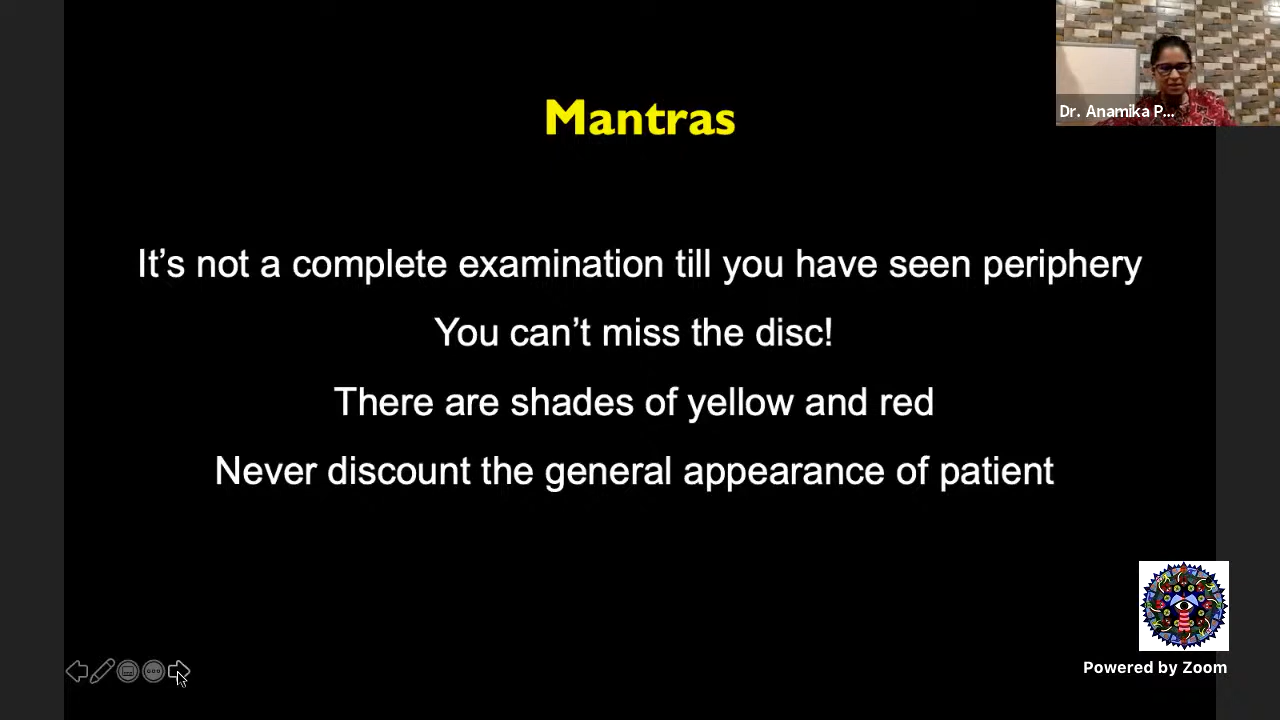 Mantras
Dr. Anamika P...
It’s not a complete examination till you have seen periphery
You can’t miss the disc!
There are shades of yellow and red
Never discount the general appearance of patient
Powered by Zoom